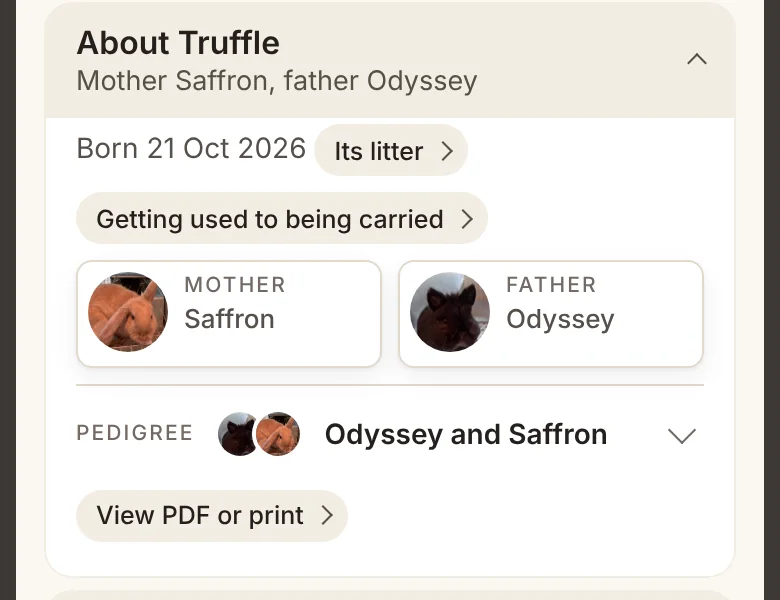 About Truffle
Mother Saffron, father Odyssey
Born 21 Oct 2026 Its litter
Getting used to being carried
MOTHER
Saffron
FATHER
Odyssey
PEDIGREE Odyssey and Saffron
View PDF or print